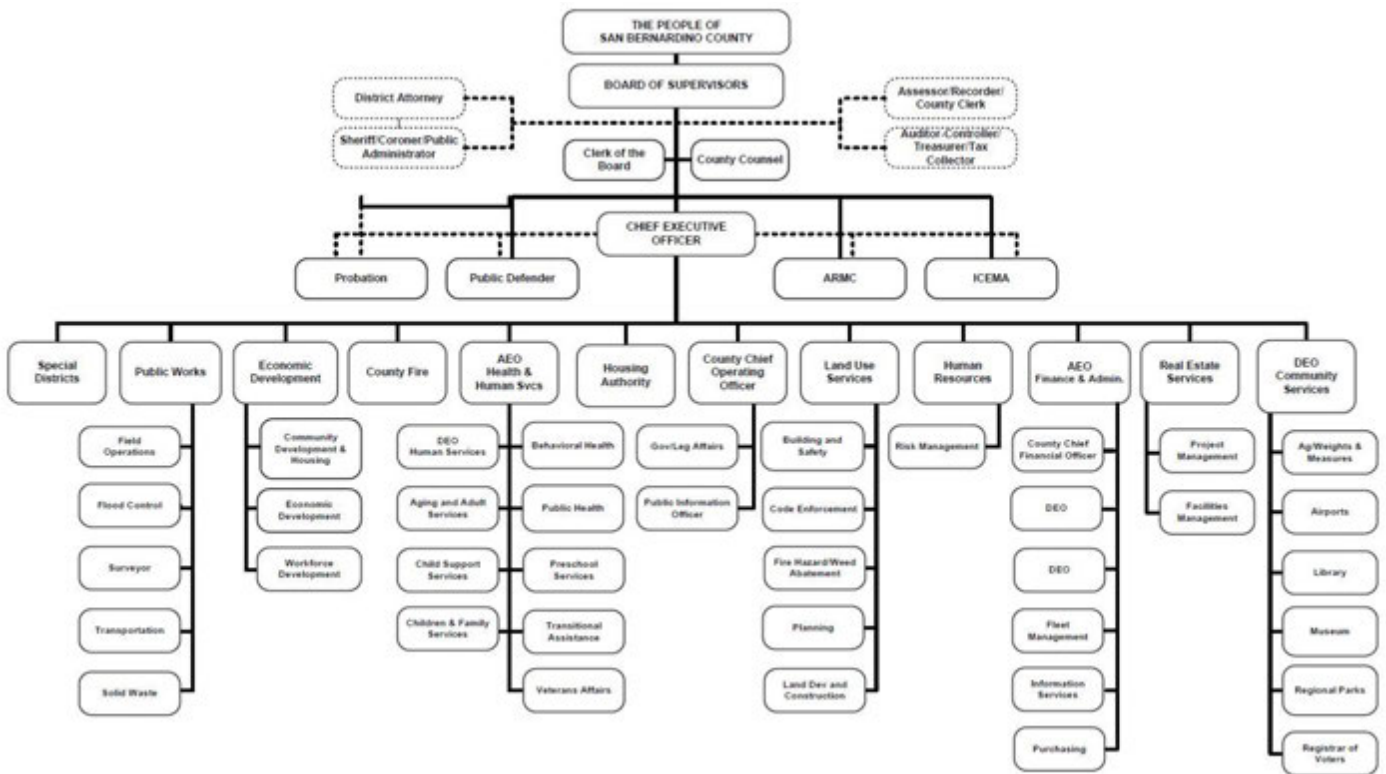 THE PEOPLE OF
SAN BERNARDINO COUNTY
BOARD OF SUPERVISORS
District Attorney
Sheriff/Coroner/Public
Administrator
Assessor/Recorder/
County Clerk
Auditor-Controller/
Treasurer/Tax
Collector
Clerk of the
Board
County Counsel
CHIEF EXECUTIVE
OFFICER
Probation
Public Defender
ARMC
ICEMA
Special
Districts
Public Works
Economic
Development
County Fire
AEO
Health &
Human Svcs
Housing
Authority
County Chief
Operating
Officer
Land Use
Services
Human
Resources
AEO
Finance & Admin.
Real Estate
Services
DEO
Community
Services
Field
Operations
Flood Control
Surveyor
Transportation
Solid Waste
Community
Development &
Housing
Economic
Development
Workforce
Development
DEO
Human Services
Aging and Adult
Services
Child Support
Services
Children & Family
Services
Behavioral Health
Public Health
Preschool
Services
Transitional
Assistance
Veterans Affairs
Gov/Leg Affairs
Public Information
Officer
Building and
Safety
Code Enforcement
Fire Hazard/Weed
Abatement
Planning
Land Dev and
Construction
Risk Management
County Chief
Financial Officer
DEO
DEO
Fleet
Management
Information
Services
Purchasing
Project
Management
Facilities
Management
Ag/Weights &
Measures
Airports
Library
Museum
Regional Parks
Registrar of
Voters